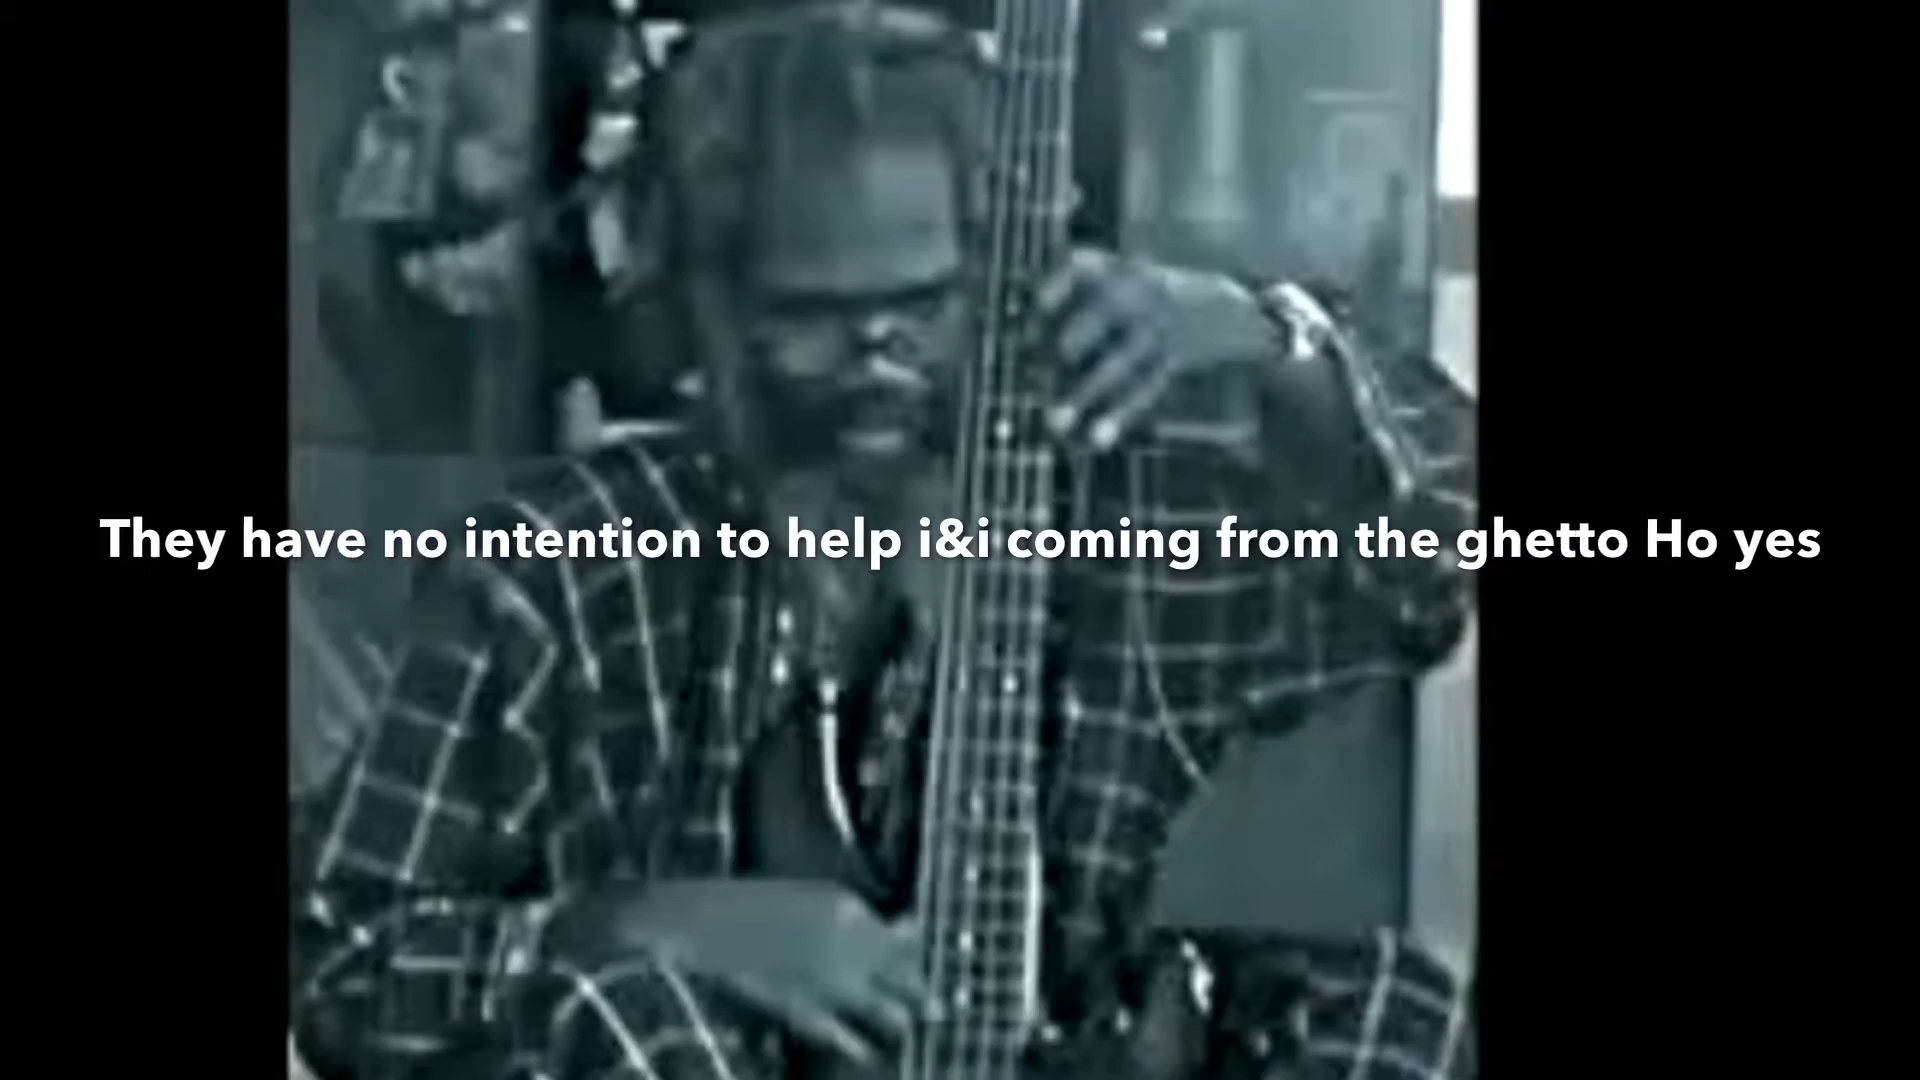 They have no intention to help i&i coming from the ghetto Ho yes